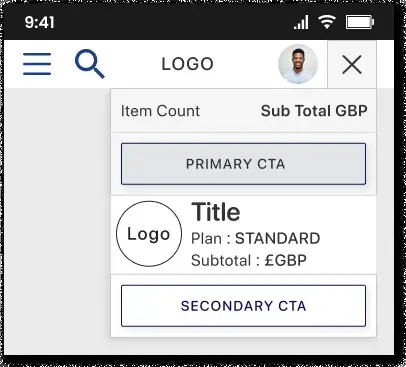 9:41
LOGO
Item Count Sub Total GBP
PRIMARY CTA
Logo
Title
Plan : STANDARD
Subtotal : £GBP
SECONDARY CTA